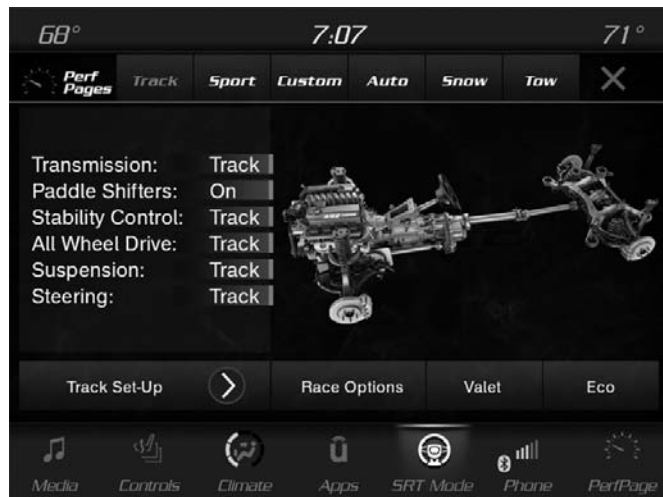 68° 7:07 71°
Perf Pages Track Sport Custom Auto Snow Tow
Transmission: Track
Paddle Shifters: On
Stability Control: Track
All Wheel Drive: Track
Suspension: Track
Steering: Track
Track Set-Up Race Options Valet Eco
Media Controls Climate Apps SRT Mode Phone PerfPage